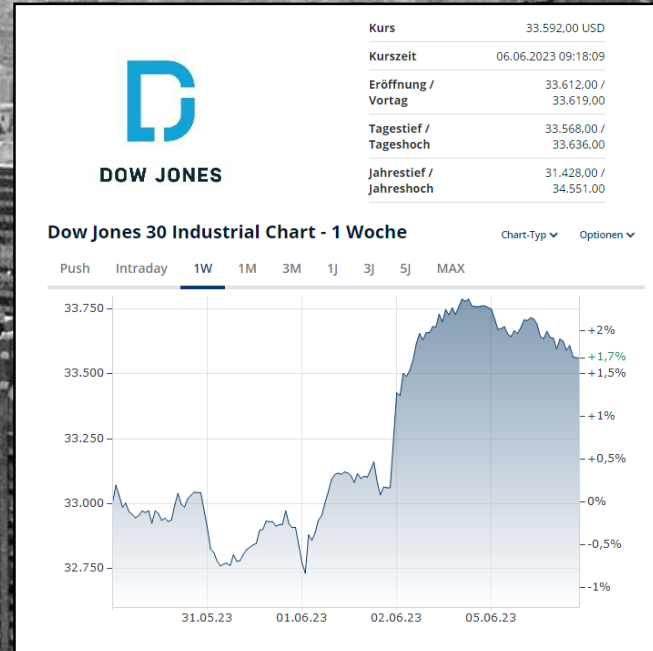 Kurs 33.592,00 USD
Kurszeit 06.06.2023 09:18:09
Eröffnung / 33.612,00 /
Vortag 33.619,00
Tagestief / 33.568,00 /
Tageshoch 33.636,00
Jahrestief / 31.428,00 /
Jahreshoch 34.551,00
DOW JONES
Dow Jones 30 Industrial Chart - 1 Woche
Chart-Typ Optionen
Push Intraday 1W 1M 3M 1J 3J 5J MAX
33.750
+2%
+1,7%
33.500 +1,5%
+1%
33.250
+0,5%
33.000 0%
-0,5%
32.750
-1%
31.05.23 01.06.23 02.06.23 05.06.23